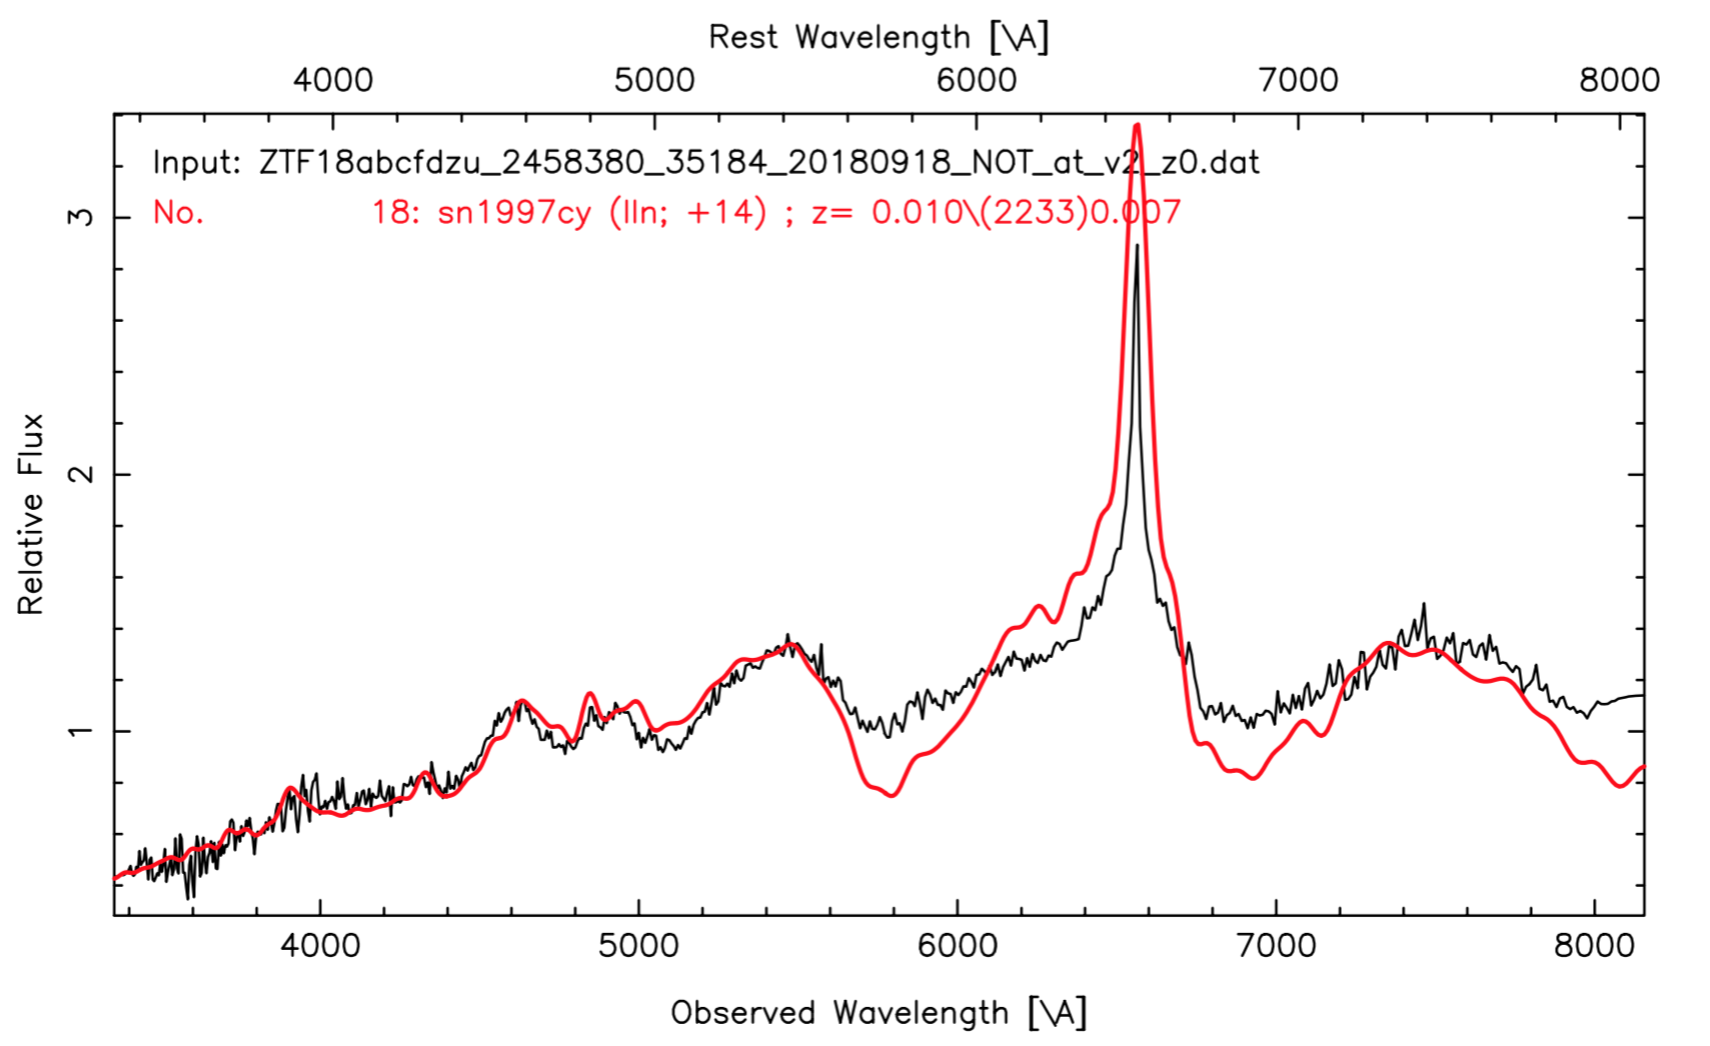 Rest Wavelength [\A]
4000 5000 6000 7000 8000
Input: ZTF18abcfdzu_2458380_35184_20180918_NOT_at_v2_z0.dat
No. 18: sn1997cy (IIn; +14) ; z= 0.010\(2233)0.007
3
2
1
Relative Flux
4000 5000 6000 7000 8000
Observed Wavelength [\A]